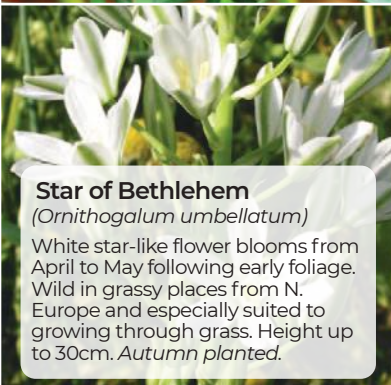 Star of Bethlehem
(Ornithogalum umbellatum)
White star-like flower blooms from
April to May following early foliage.
Wild in grassy places from N.
Europe and especially suited to
growing through grass. Height up
to 30cm. Autumn planted.